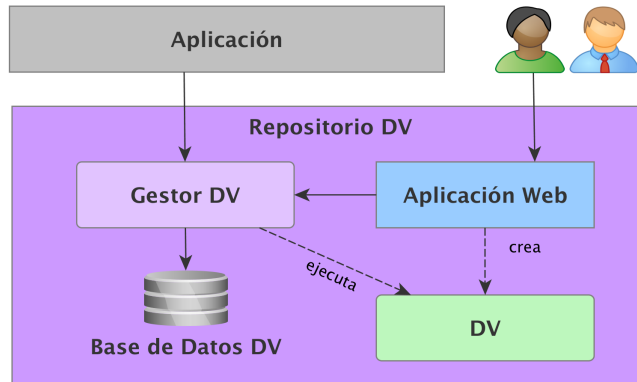 Aplicación
Repositorio DV
Gestor DV
Aplicación Web
crea
ejecuta
DV
Base de Datos DV